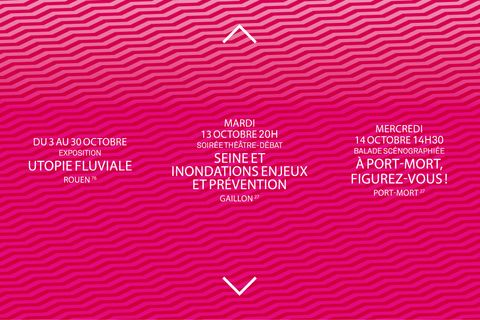 DU 3 AU 30 OCTOBRE
EXPOSITION
UTOPIE FLUVIALE
ROUEN 76
MARDI
13 OCTOBRE 20H
SOIRÉE THÉÂTRE-DÉBAT
SEINE ET
INONDATIONS ENJEUX
ET PRÉVENTION
GAILLON 27
MERCREDI
14 OCTOBRE 14H30
BALADE SCÉNOGRAPHIÉE
À PORT-MORT,
FIGUREZ-VOUS !
PORT-MORT 27